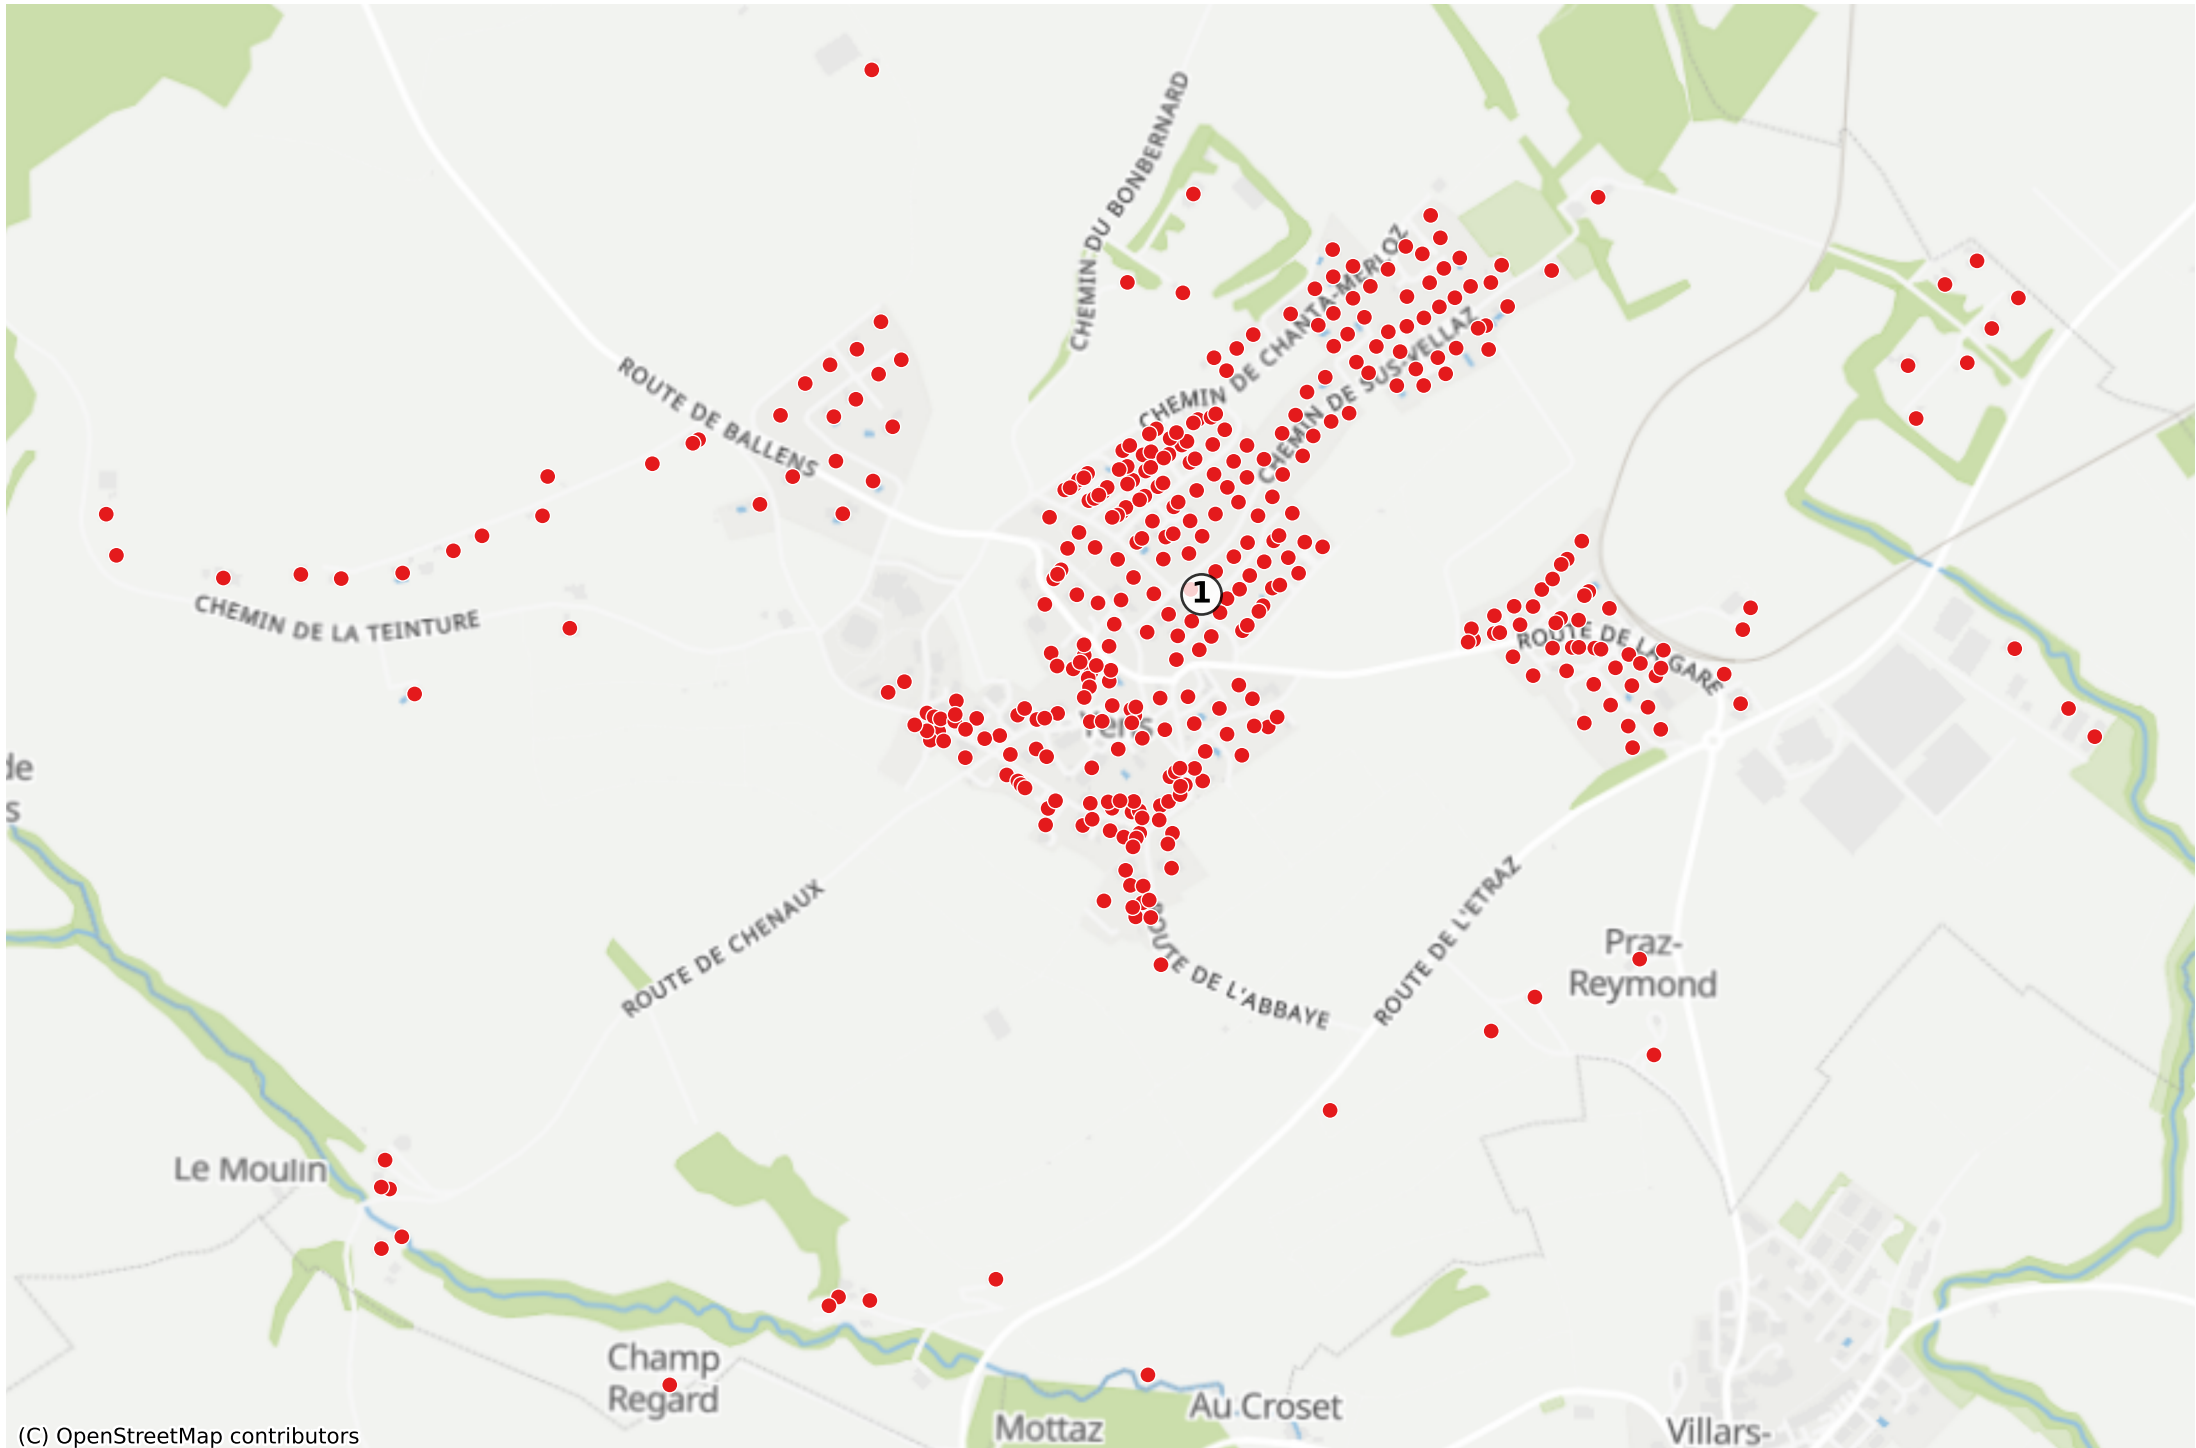 CHEMIN DU BONBERNARD
CHEMIN DE CHANTA-MERLOZ
CHEMIN DE SUS-VELLAZ
ROUTE DE BALLENS
CHEMIN DE LA TEINTURE
1
ROUTE DE LA GARE
Yens
de
s
ROUTE DE CHENAUX
ROUTE DE L'ABBAYE
ROUTE DE L'ETRAZ
Praz-
Reymond
Le Moulin
Champ
Regard
Au Croset
Mottaz
Villars-
(C) OpenStreetMap contributors